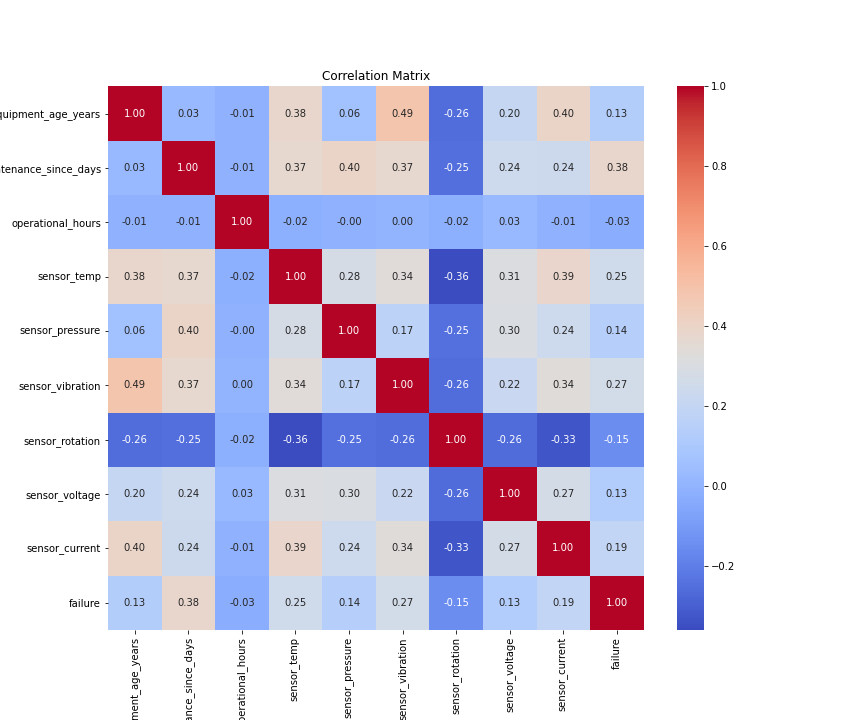 Correlation Matrix
quipment_age_years 1.00 0.03 -0.01 0.38 0.06 0.49 -0.26 0.20 0.40 0.13
tenance_since_days 0.03 1.00 -0.01 0.37 0.40 0.37 -0.25 0.24 0.24 0.38
operational_hours -0.01 -0.01 1.00 -0.02 -0.00 0.00 -0.02 0.03 -0.01 -0.03
sensor_temp 0.38 0.37 -0.02 1.00 0.28 0.34 -0.36 0.31 0.39 0.25
sensor_pressure 0.06 0.40 -0.00 0.28 1.00 0.17 -0.25 0.30 0.24 0.14
sensor_vibration 0.49 0.37 0.00 0.34 0.17 1.00 -0.26 0.22 0.34 0.27
sensor_rotation -0.26 -0.25 -0.02 -0.36 -0.25 -0.26 1.00 -0.26 -0.33 -0.15
sensor_voltage 0.20 0.24 0.03 0.31 0.30 0.22 -0.26 1.00 0.27 0.13
sensor_current 0.40 0.24 -0.01 0.39 0.24 0.34 -0.33 0.27 1.00 0.19
failure 0.13 0.38 -0.03 0.25 0.14 0.27 -0.15 0.13 0.19 1.00
ment_age_years
ance_since_days
perational_hours
sensor_temp
sensor_pressure
sensor_vibration
sensor_rotation
sensor_voltage
sensor_current
failure
1.0
0.8
0.6
0.4
0.2
0.0
−0.2